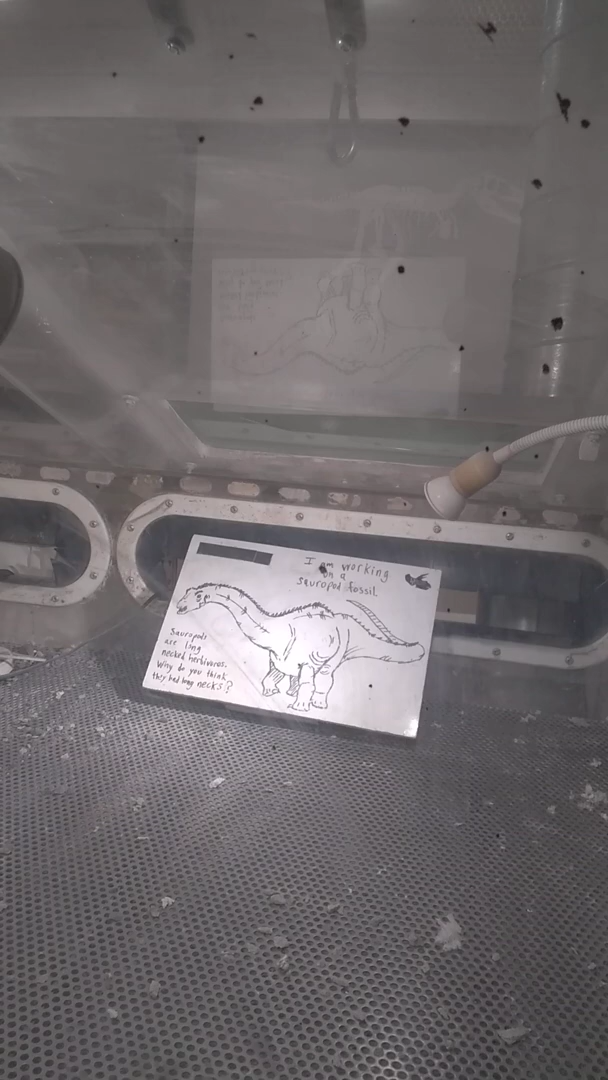 I am working
on a
sauropod fossil.
Sauropods
are long
necked herbivores.
Why do you think
they had long necks?